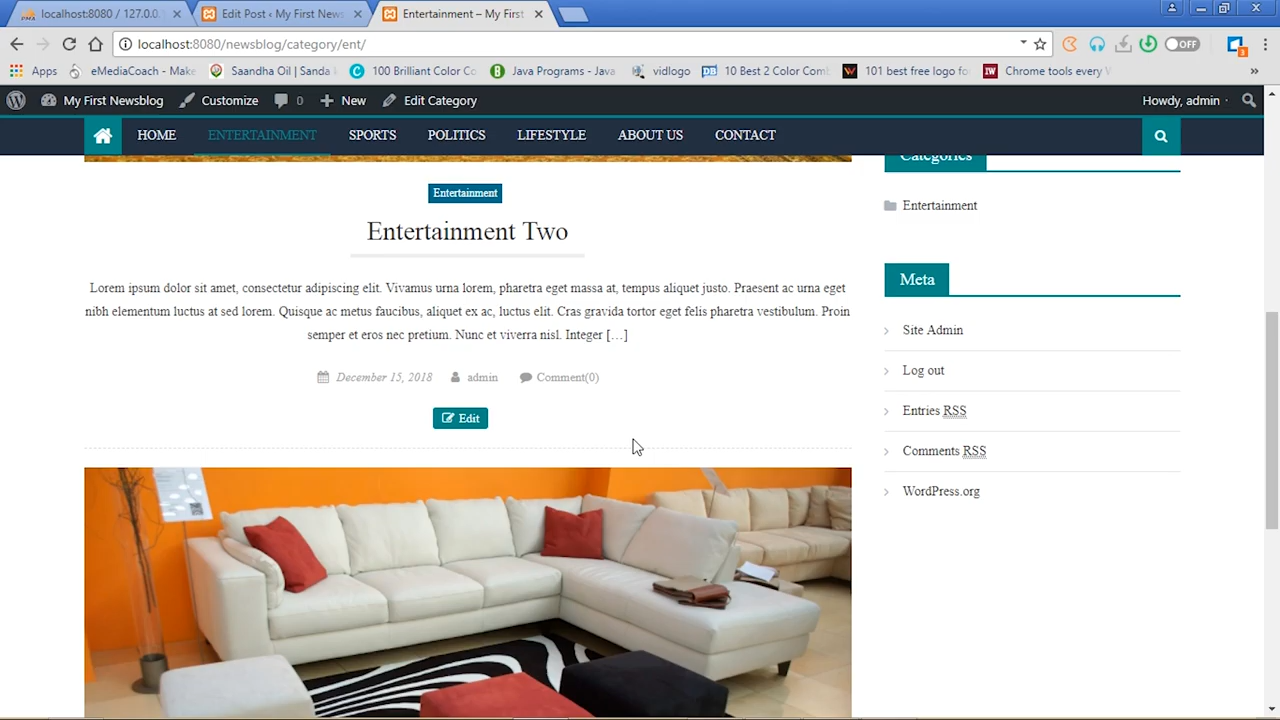 localhost:8080 / 127.0.0.1
Edit Post ‹ My First News
Entertainment – My First
localhost:8080/newsblog/category/ent/
OFF
3
Apps
eMediaCoach - Make
Saandha Oil | Sanda
100 Brilliant Color Co
Java Programs - Java
vidlogo
10 Best 2 Color Comb
101 best free logo fo
Chrome tools every
»
My First Newsblog
Customize
0
New
Edit Category
Howdy, admin
HOME
ENTERTAINMENT
SPORTS
POLITICS
LIFESTYLE
ABOUT US
CONTACT
Categories
Entertainment
Entertainment
Entertainment Two
Lorem ipsum dolor sit amet, consectetur adipiscing elit. Vivamus urna lorem, pharetra eget massa at, tempus aliquet justo. Praesent ac urna eget
nibh elementum luctus at sed lorem. Quisque ac metus faucibus, aliquet ex ac, luctus elit. Cras gravida tortor eget felis pharetra vestibulum. Proin
semper et eros nec pretium. Nunc et viverra nisl. Integer […]
December 15, 2018
admin
Comment(0)
Edit
Meta
Site Admin
Log out
Entries RSS
Comments RSS
WordPress.org